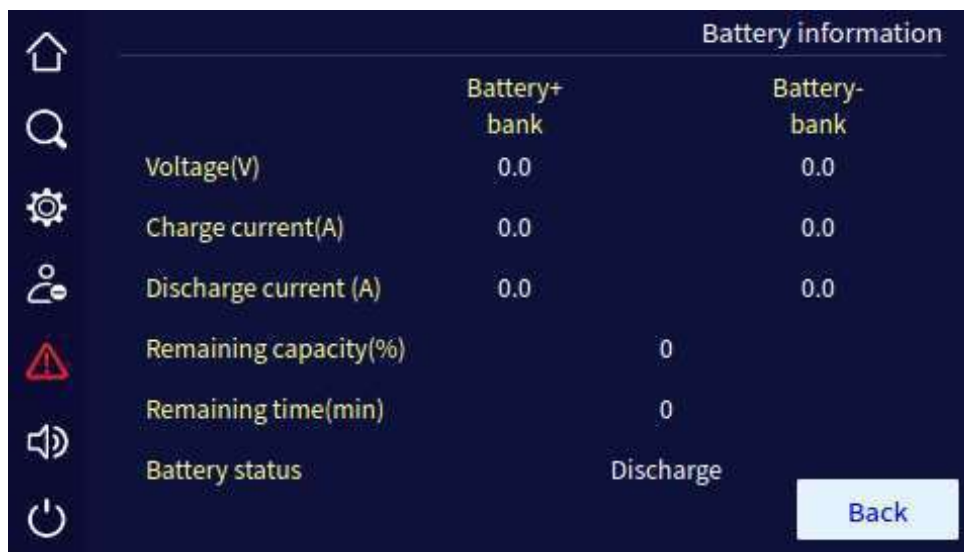 Battery information
Battery+ Battery-
bank bank
Voltage(V) 0.0 0.0
Charge current(A) 0.0 0.0
Discharge current (A) 0.0 0.0
Remaining capacity(%) 0
Remaining time(min) 0
Battery status Discharge
Back